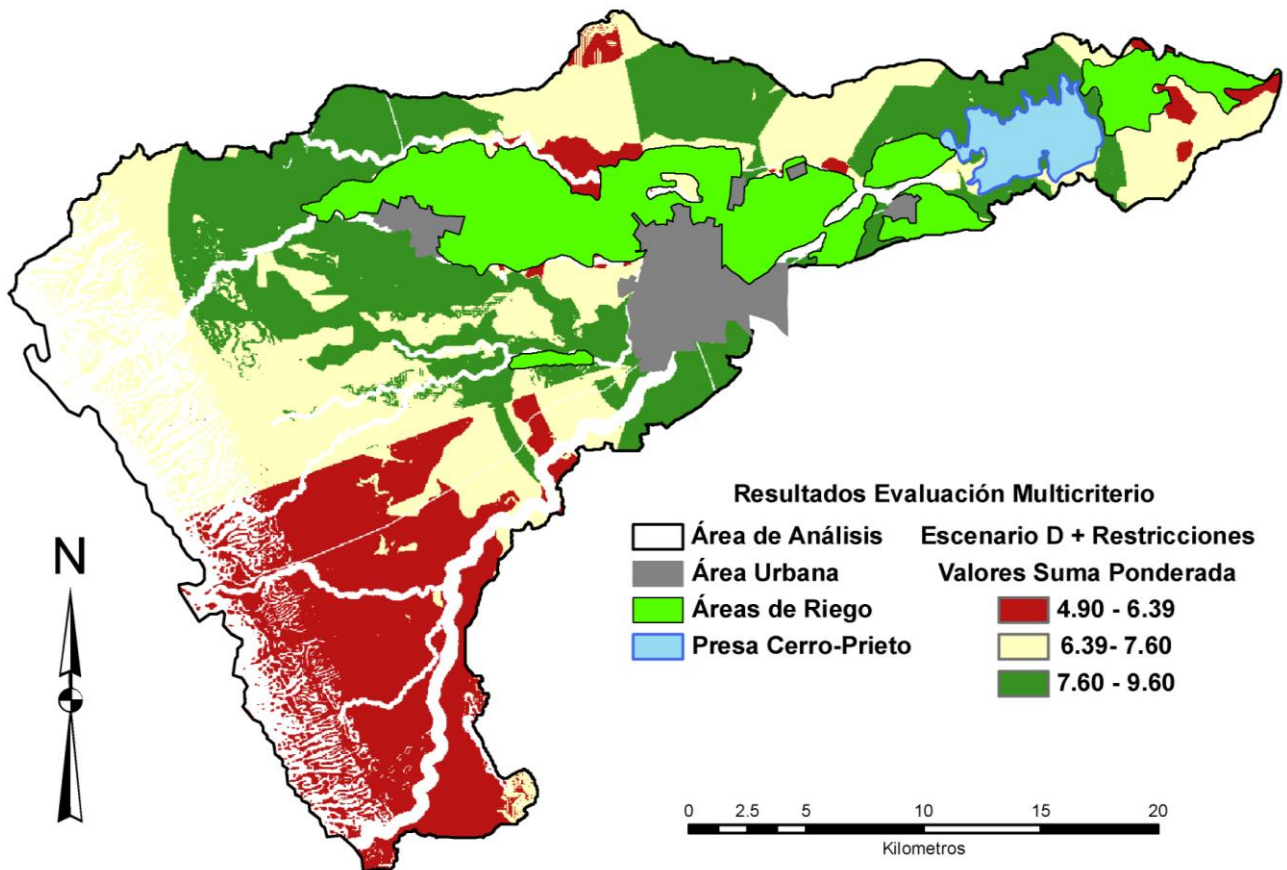 N
Resultados Evaluación Multicriterio
Área de Análisis
Área Urbana
Áreas de Riego
Presa Cerro-Prieto
Escenario D + Restricciones
Valores Suma Ponderada
4.90 - 6.39
6.39- 7.60
7.60 - 9.60
0 2.5 5 10 15 20
Kilometros